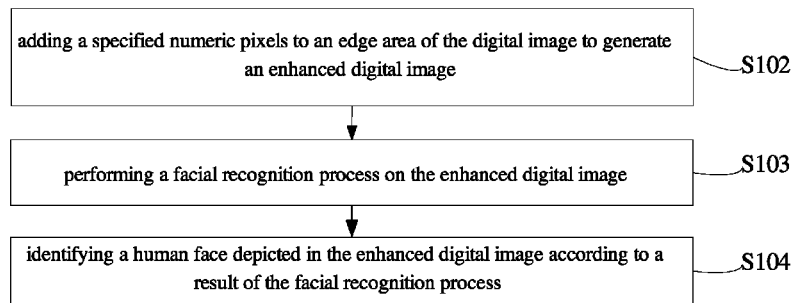 adding a specified numeric pixels to an edge area of the digital image to generate
an enhanced digital image
S102
performing a facial recognition process on the enhanced digital image
S103
identifying a human face depicted in the enhanced digital image according to a
result of the facial recognition process
S104